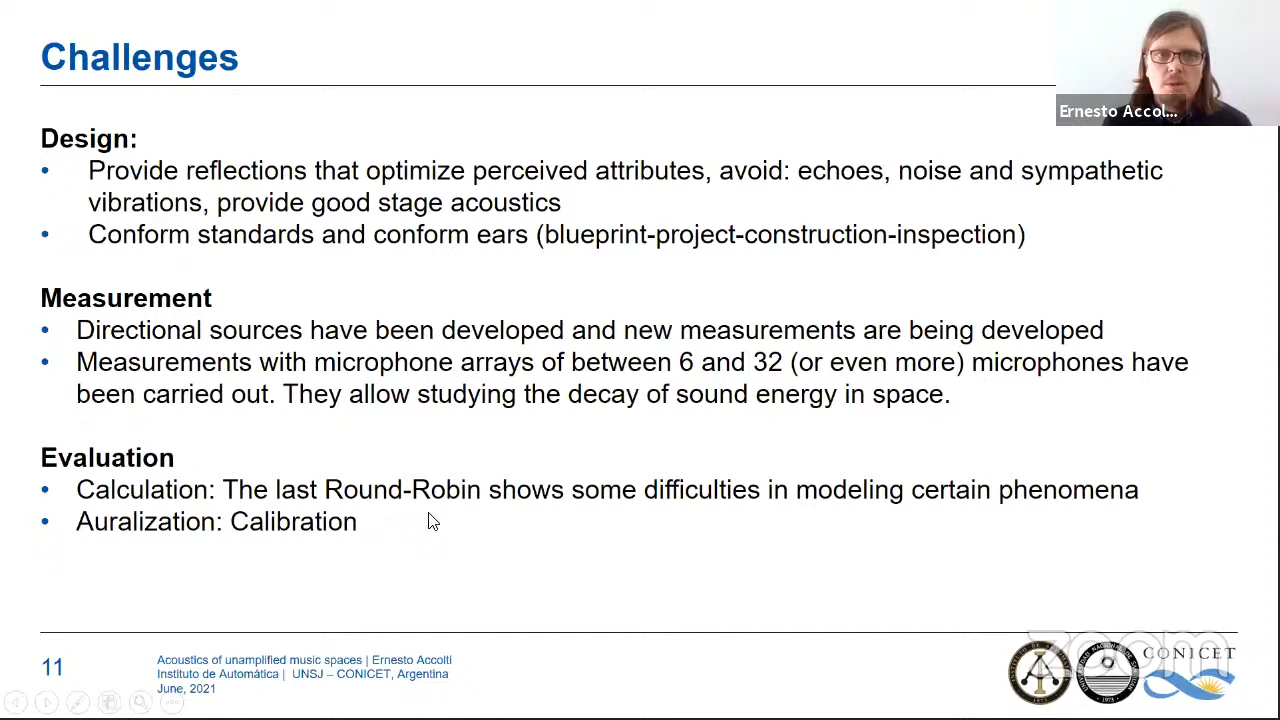 Challenges
Ernesto Accol...
Design:
• Provide reflections that optimize perceived attributes, avoid: echoes, noise and sympathetic
vibrations, provide good stage acoustics
• Conform standards and conform ears (blueprint-project-construction-inspection)
Measurement
• Directional sources have been developed and new measurements are being developed
• Measurements with microphone arrays of between 6 and 32 (or even more) microphones have
been carried out. They allow studying the decay of sound energy in space.
Evaluation
• Calculation: The last Round-Robin shows some difficulties in modeling certain phenomena
• Auralization: Calibration
11
Acoustics of unamplified music spaces | Ernesto Accolti
Instituto de Automática | UNSJ – CONICET, Argentina
June, 2021
zoom
CONICET